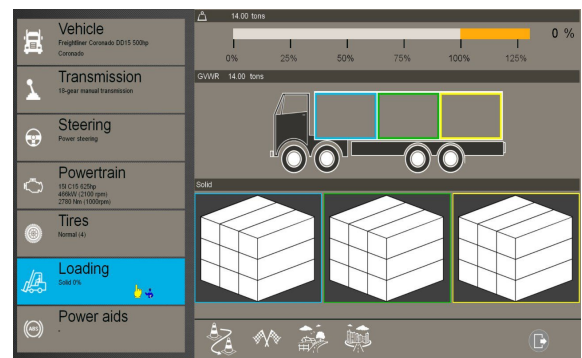 Vehicle
Freightliner Coronado DD15 500hp
Coronado
Transmission
18-gear manual transmission
Steering
Power steering
Powertrain
15l C15 625hp
466kW (2100 rpm)
2780 Nm (1000rpm)
Tires
Normal (4)
Loading
Solid 0%
Power aids
-
ABS
14.00 tons
0 %
0% 25% 50% 75% 100% 125%
GVWR 14.00 tons
Solid